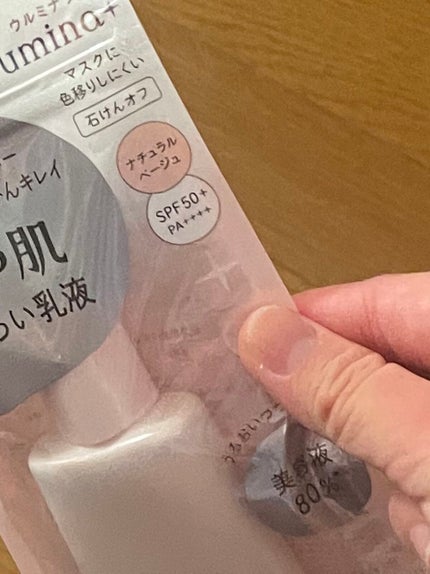 ウルミナ
umina+
マスクに
色移りしにくい
石けんオフ
ナチュラル
ベージュ
SPF50+
PA++++
んキレイ
肌
い乳液
うるおいつ
美容液
80%